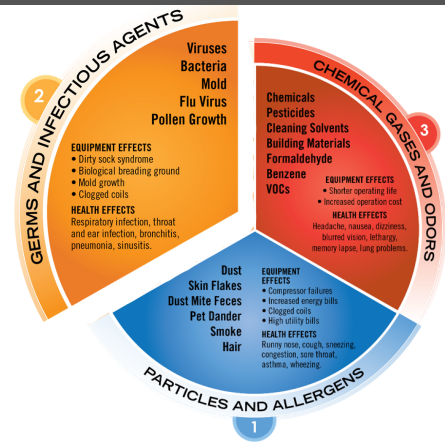 2
GERMS AND INFECTIOUS AGENTS
Viruses
Bacteria
Mold
Flu Virus
Pollen Growth
EQUIPMENT EFFECTS
• Dirty sock syndrome
• Biological breading ground
• Mold growth
• Clogged coils
HEALTH EFFECTS
Respiratory infection, throat
and ear infection, bronchitis,
pneumonia, sinusitis.
3
CHEMICAL GASES AND ODORS
Chemicals
Pesticides
Cleaning Solvents
Building Materials
Formaldehyde
Benzene
VOCs
EQUIPMENT EFFECTS
• Shorter operating life
• Increased operation cost
HEALTH EFFECTS
Headache, nausea, dizziness,
blurred vision, lethargy,
memory lapse, lung problems.
Dust
Skin Flakes
Dust Mite Feces
Pet Dander
Smoke
Hair
EQUIPMENT
EFFECTS
• Compressor failures
• Increased energy bills
• Clogged coils
• High utility bills
HEALTH EFFECTS
Runny nose, cough, sneezing,
congestion, sore throat,
asthma, wheezing.
PARTICLES AND ALLERGENS
1